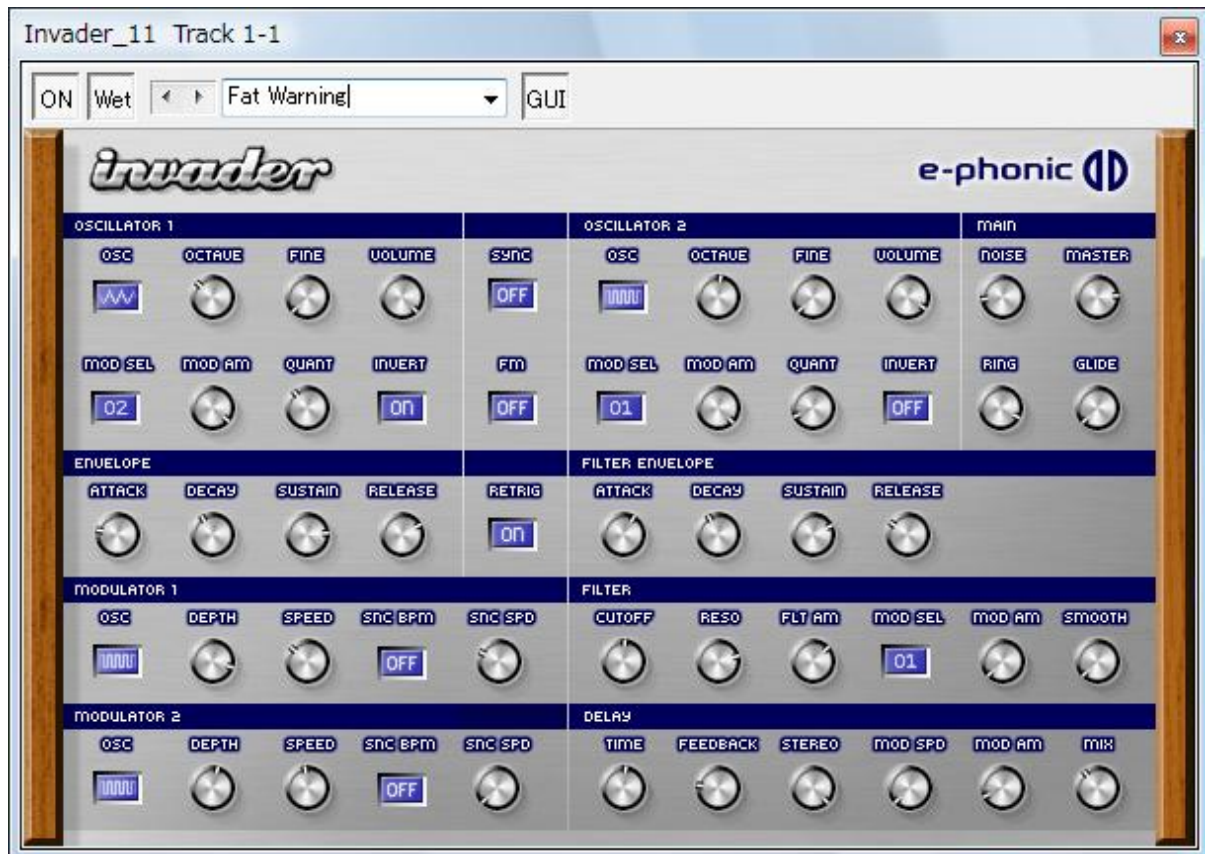 Invader_11 Track 1-1
ON Wet Fat Warning GUI
invader e-phonic
OSCILLATOR 1 OSCILLATOR 2 MAIN
OSC OCTAVE FINE VOLUME SYNC OSC OCTAVE FINE VOLUME NOISE MASTER
OFF
MOD SEL MOD AM QUANT INVERT FM MOD SEL MOD AM QUANT INVERT RING GLIDE
02 ON OFF 01 OFF
ENVELOPE FILTER ENVELOPE
ATTACK DECAY SUSTAIN RELEASE RETRIG ATTACK DECAY SUSTAIN RELEASE
ON
MODULATOR 1 FILTER
OSC DEPTH SPEED SNC BPM SNC SPD CUTOFF RESO FLT AM MOD SEL MOD AM SMOOTH
OFF 01
MODULATOR 2 DELAY
OSC DEPTH SPEED SNC BPM SNC SPD TIME FEEDBACK STEREO MOD SPD MOD AM MIX
OFF